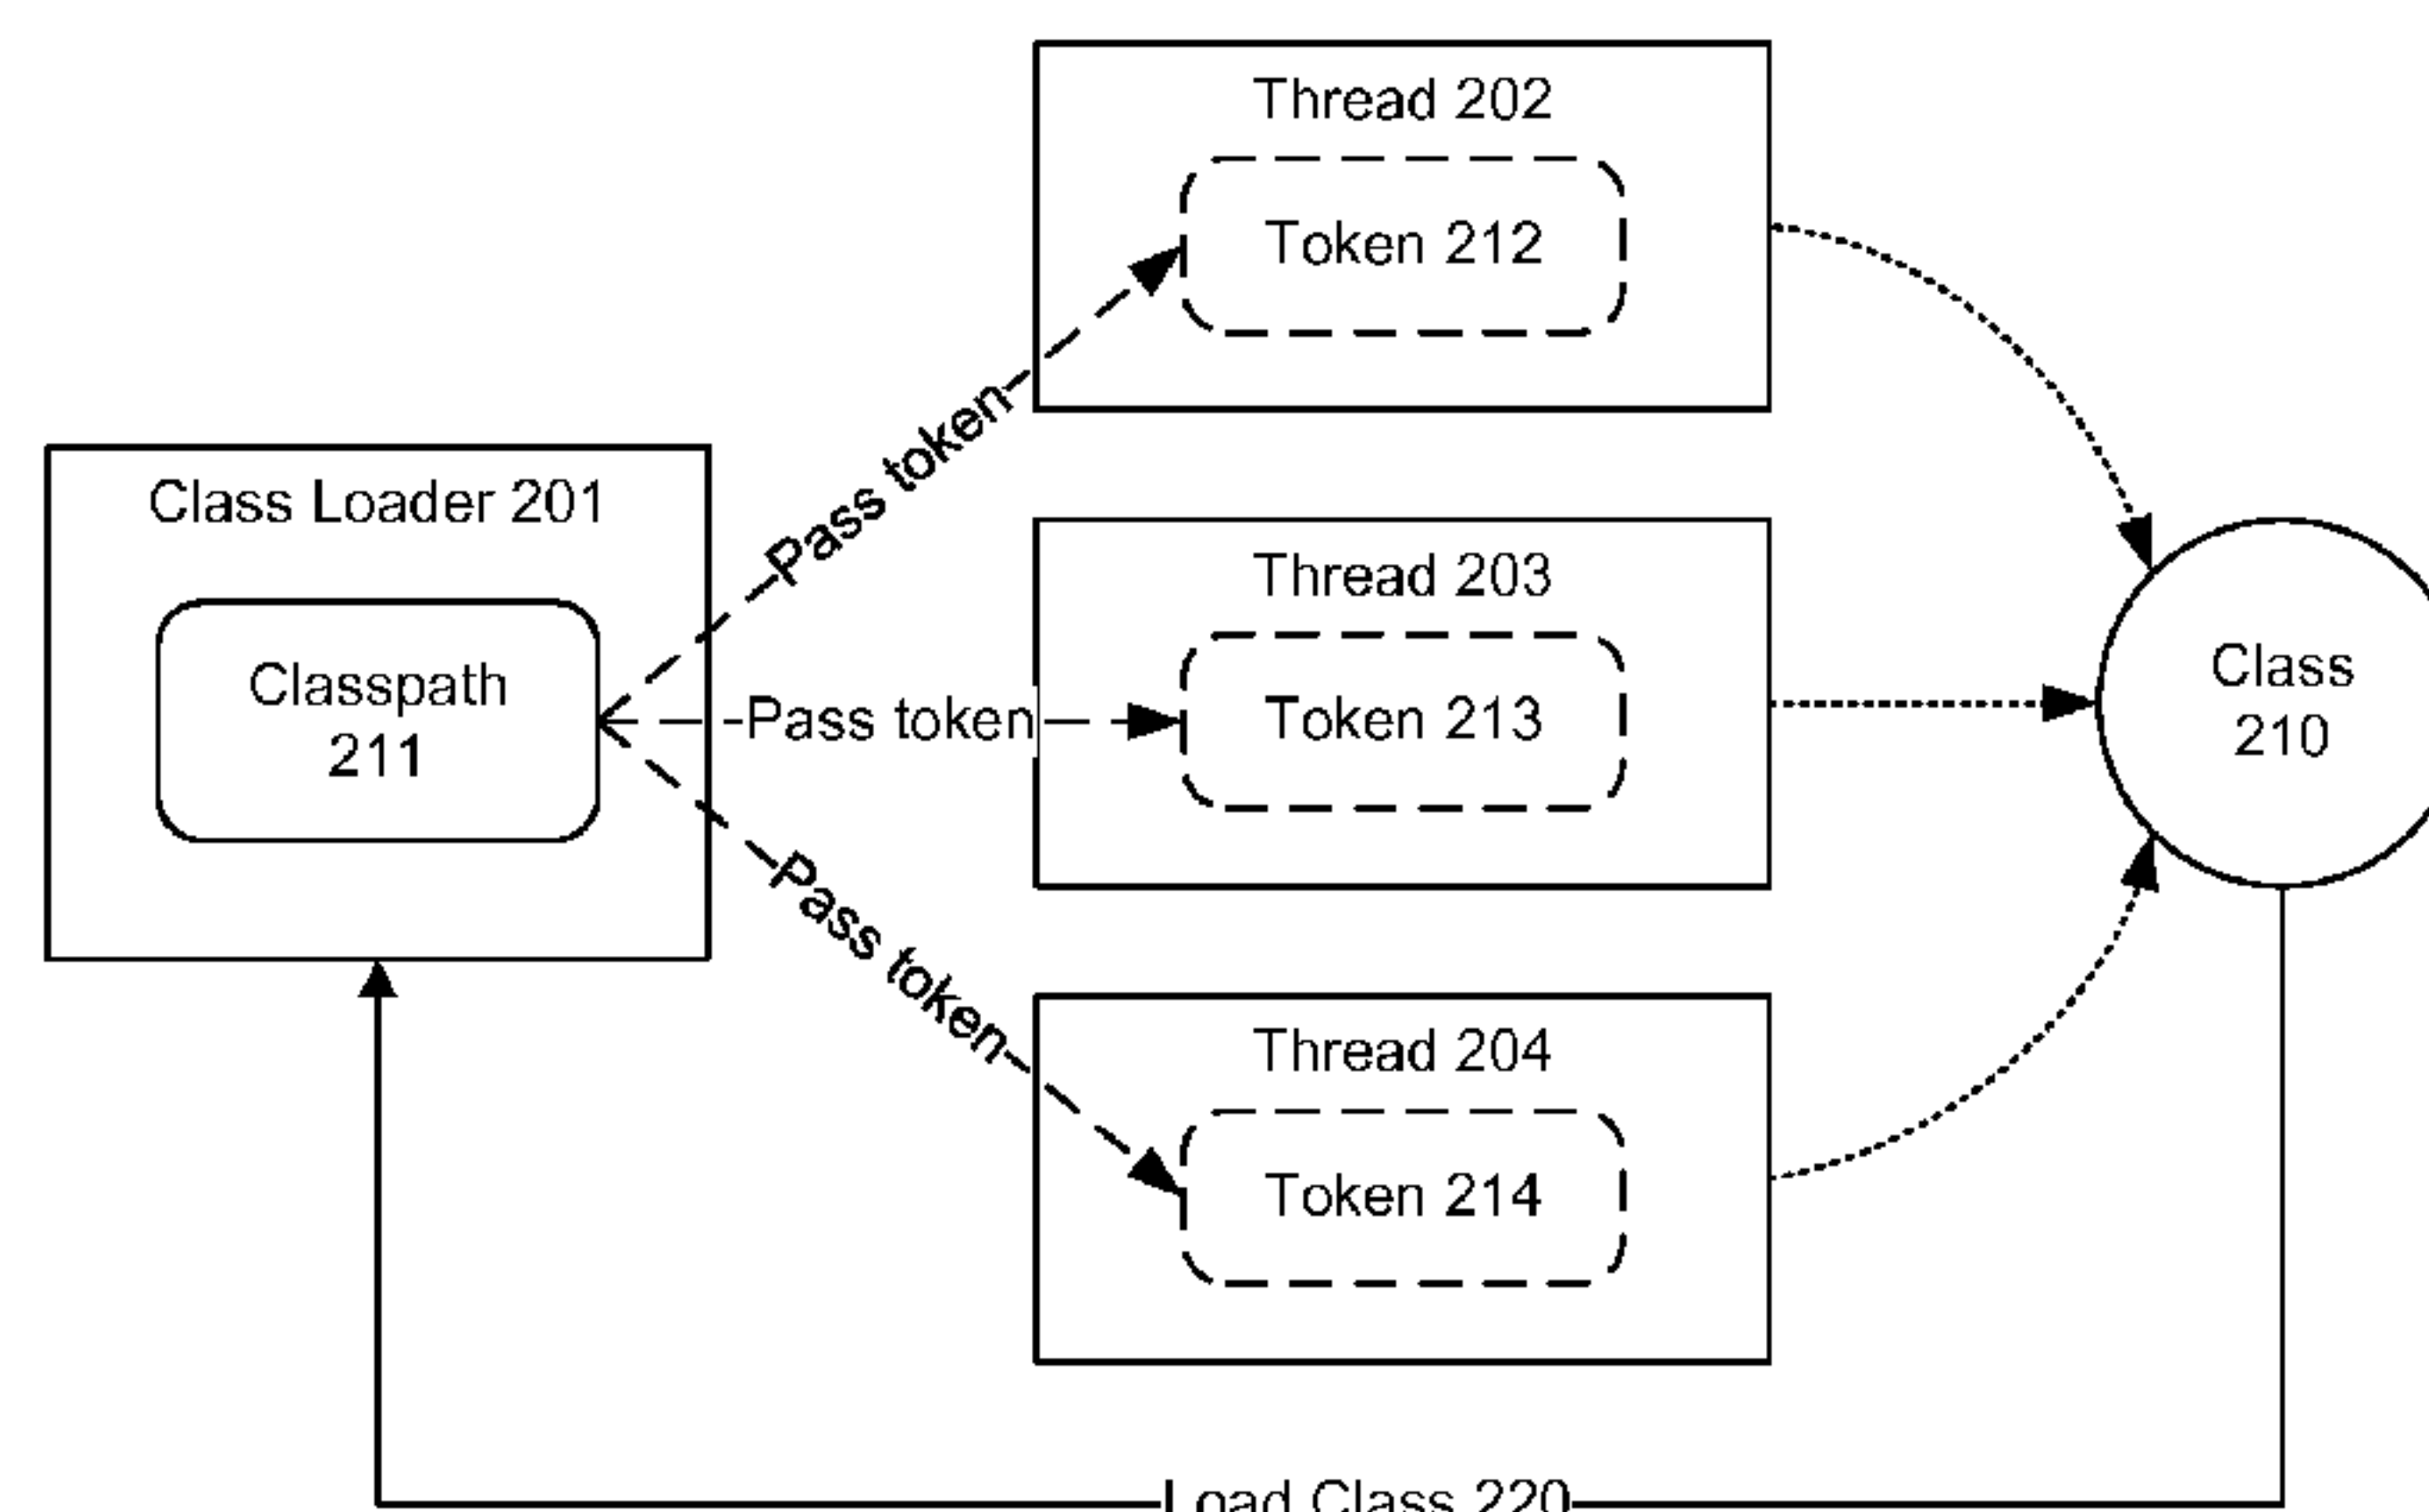 Thread 202
Token 212
Pass token
Class Loader 201
Classpath
211
Thread 203
Pass token
Token 213
Class
210
Pass token
Thread 204
Token 214
Load Class 220